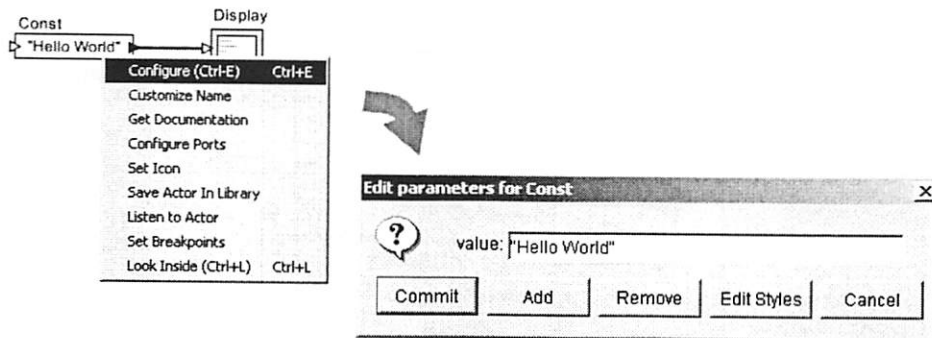 Const
Display
"Hello World"
Configure (Ctrl-E) Ctrl+E
Customize Name
Get Documentation
Configure Ports
Set Icon
Save Actor In Library
Listen to Actor
Set Breakpoints
Look Inside (Ctrl+L) Ctrl+L
Edit parameters for Const
value: "Hello World"
Commit Add Remove Edit Styles Cancel